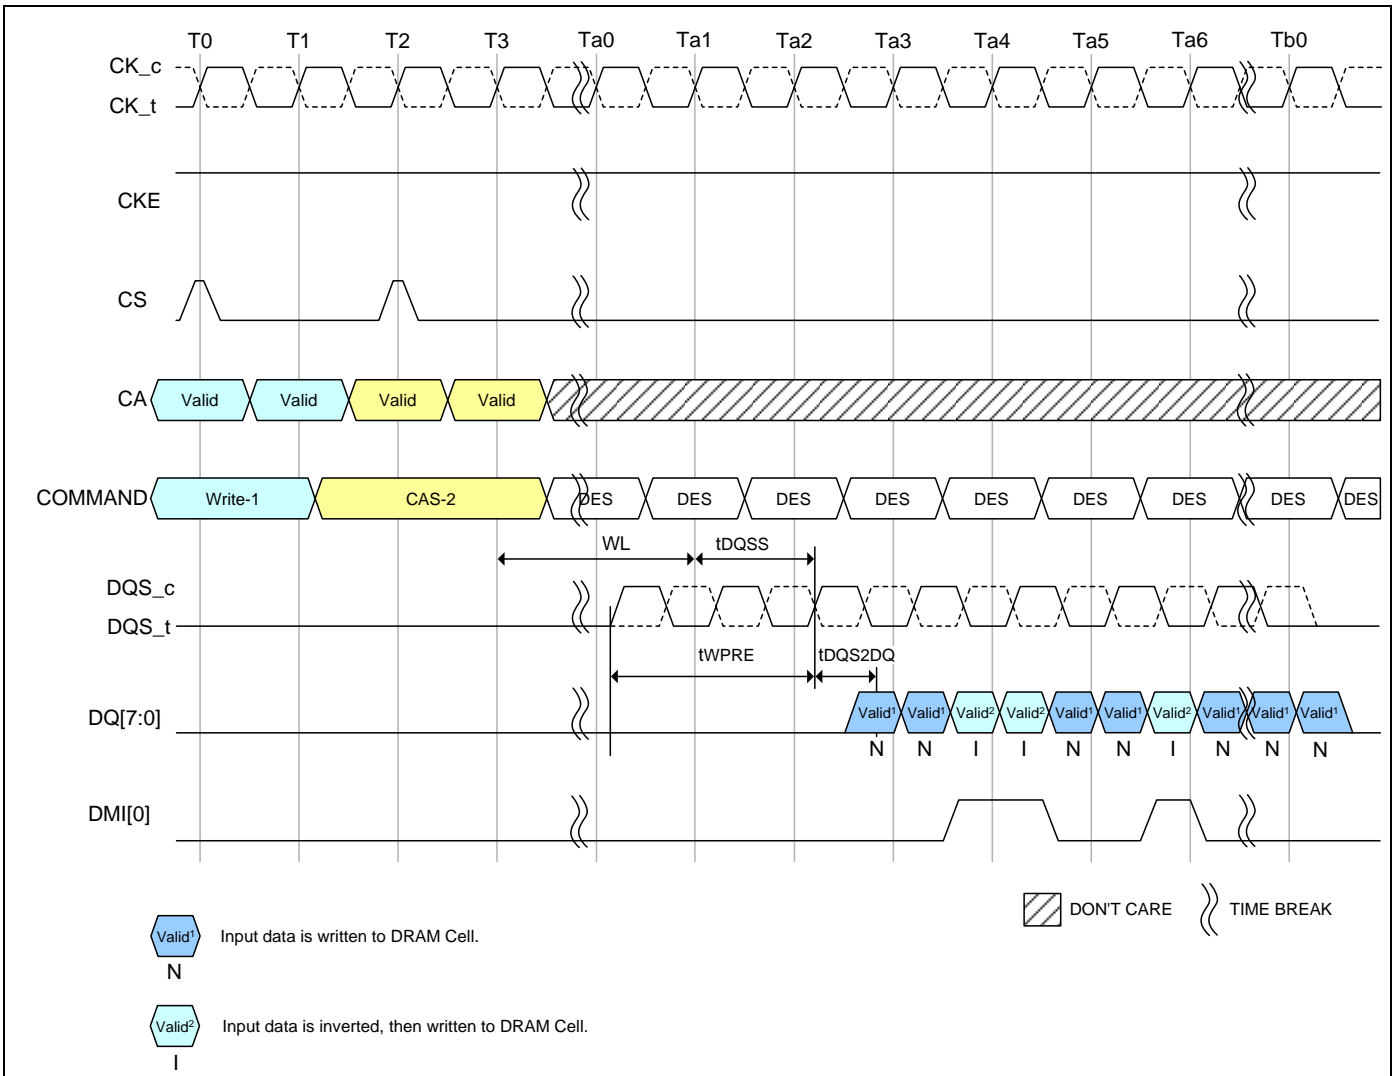 T0 T1 T2 T3 Ta0 Ta1 Ta2 Ta3 Ta4 Ta5 Ta6 Tb0
CK_c
CK_t
CKE
CS
CA Valid Valid Valid Valid
COMMAND Write-1 CAS-2 DES DES DES DES DES DES DES DES DES
WL tDQSS
DQS_c
DQS_t
tWPRE tDQS2DQ
DQ[7:0] Valid¹ Valid¹ Valid² Valid² Valid¹ Valid¹ Valid² Valid¹ Valid¹ Valid¹
N N I I N N I N N N
DMI[0]
DON'T CARE TIME BREAK
Valid¹ Input data is written to DRAM Cell.
N
Valid² Input data is inverted, then written to DRAM Cell.
I